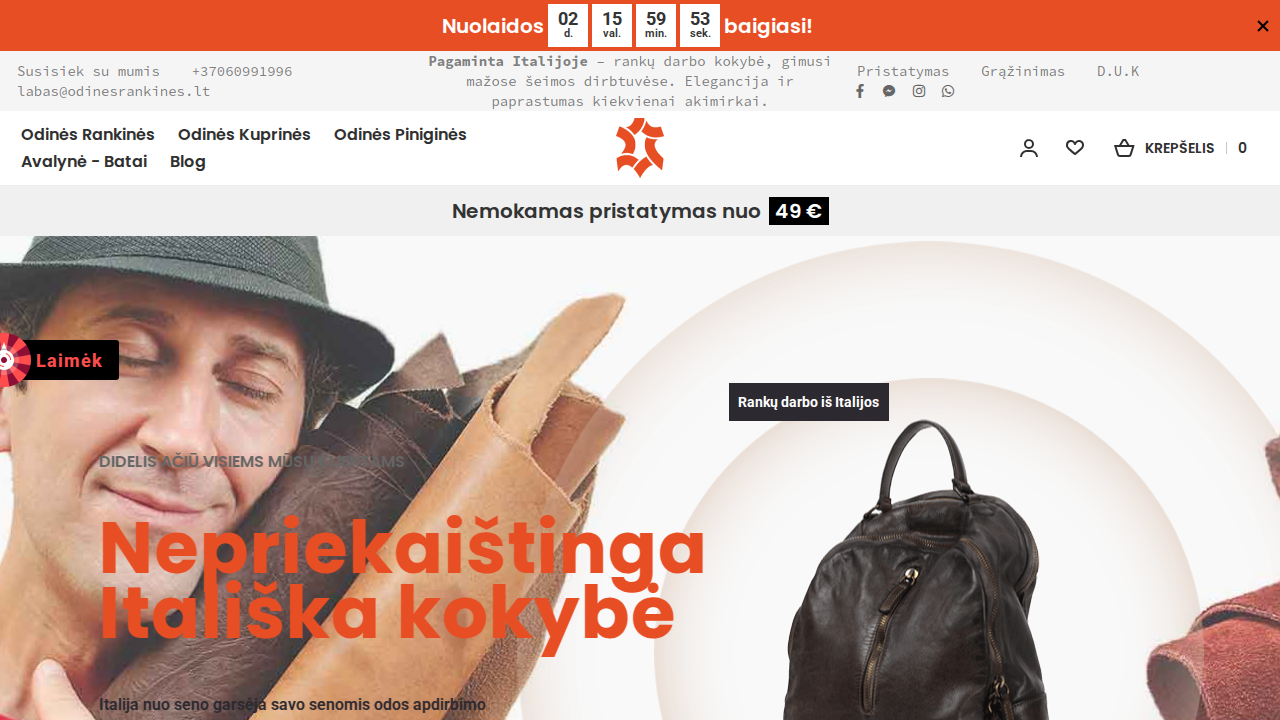 Nuolaidos 02 d. 15 val. 59 min. 53 sek. baigiasi!
Susisiek su mumis +37060991996
labas@odinesrankines.lt
Pagaminta Italijoje – rankų darbo kokybė, gimusi
mažose šeimos dirbtuvėse. Elegancija ir
paprastumas kiekvienai akimirkai.
Pristatymas Grąžinimas D.U.K
Odinės Rankinės Odinės Kuprinės Odinės Piniginės
Avalynė - Batai Blog
KREPŠELIS 0
Nemokamas pristatymas nuo 49 €
Laimėk
Rankų darbo iš Italijos
DIDELIS AČIŪ VISIEMS
Nepriekaištinga
Itališka kokybė
Italija nuo seno garsėja savo senomis odos apdirbimo